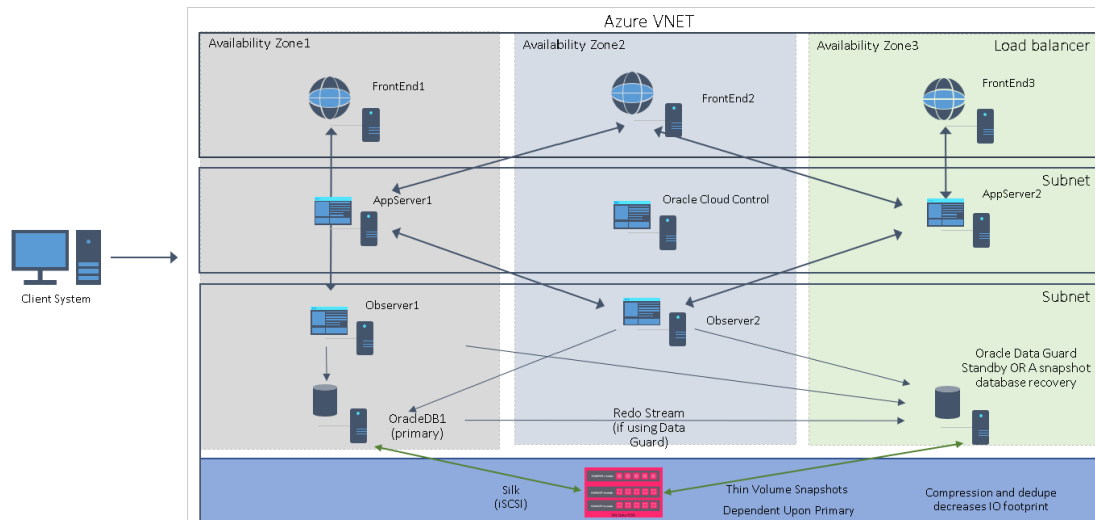 Azure VNET
Availability Zone1
Availability Zone2
Availability Zone3
Load balancer
FrontEnd1
FrontEnd2
FrontEnd3
Subnet
AppServer1
Oracle Cloud Control
AppServer2
Client System
Subnet
Observer1
Observer2
Oracle Data Guard
Standby OR A snapshot
database recovery
OracleDB1
(primary)
Redo Stream
(if using Data
Guard)
Silk
(iSCSI)
Thin Volume Snapshots
Dependent Upon Primary
Compression and dedupe
decreases IO footprint